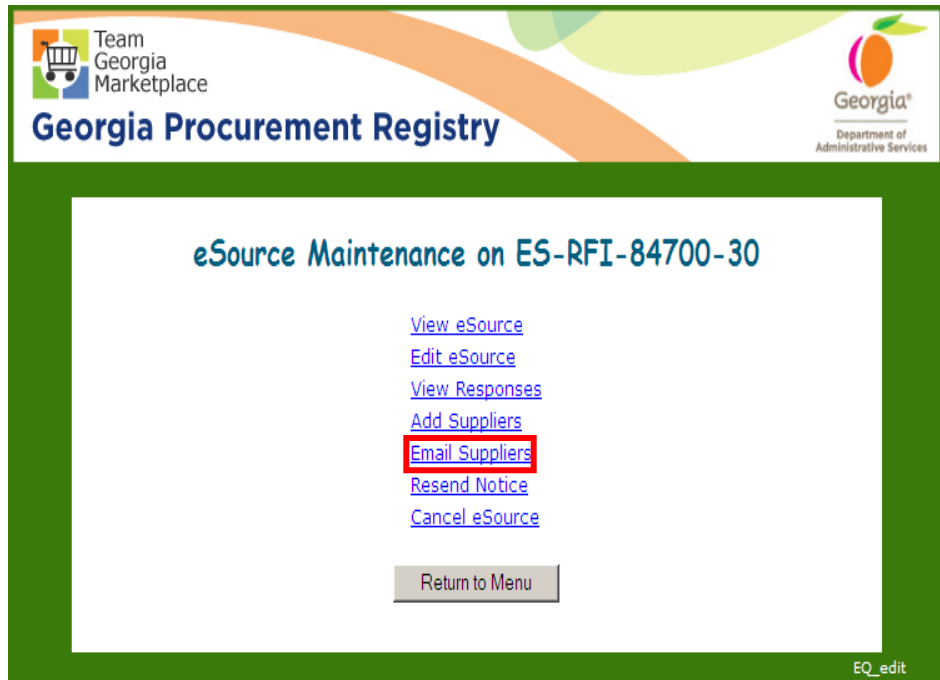 Team
Georgia
Marketplace
Georgia Procurement Registry
Georgia®
Department of
Administrative Services
eSource Maintenance on ES-RFI-84700-30
View eSource
Edit eSource
View Responses
Add Suppliers
Email Suppliers
Resend Notice
Cancel eSource
Return to Menu
EQ_edit